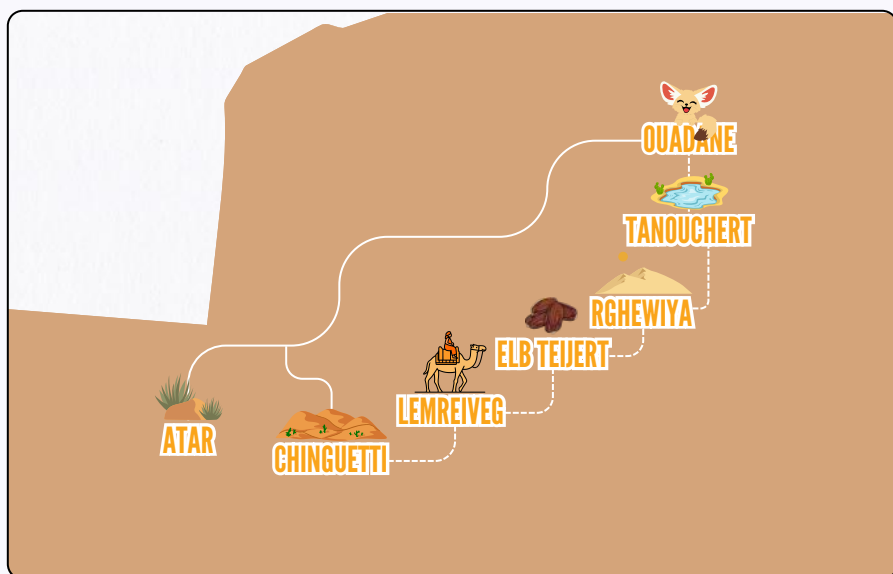 OUADANE
TANOUCHERT
RGHEWIYA
ELB TEIJERT
LEMREIVEG
ATAR
CHINGUETTI